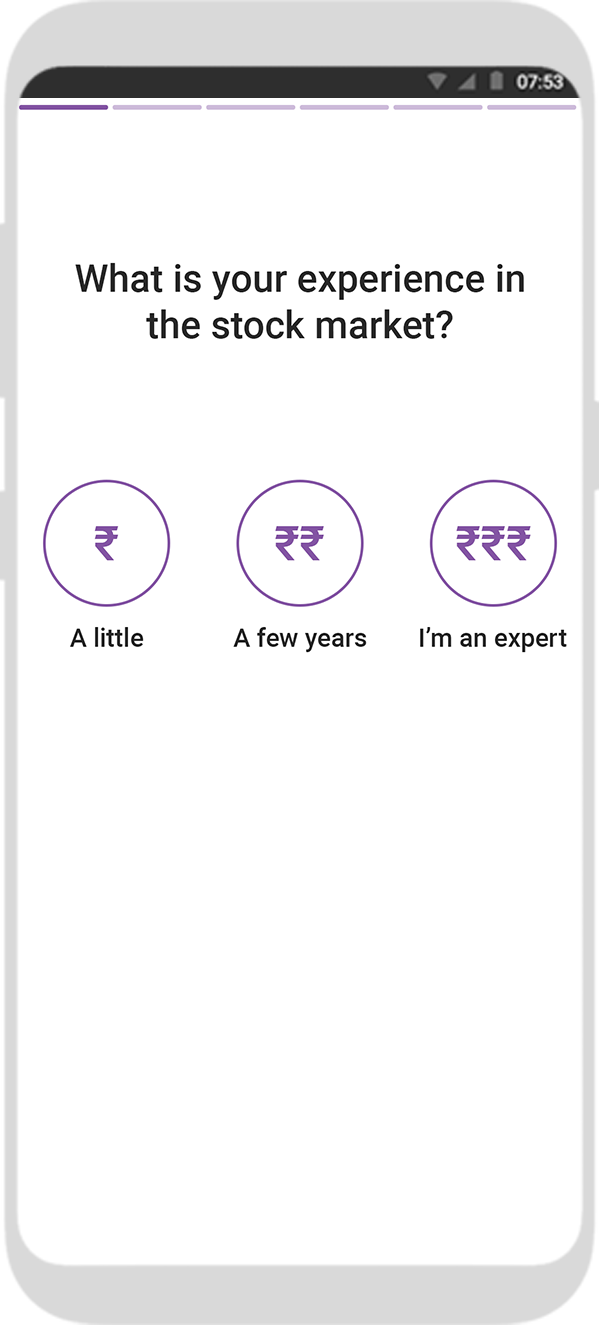 07:53
What is your experience in
the stock market?
₹ ₹₹ ₹₹₹
A little A few years I’m an expert